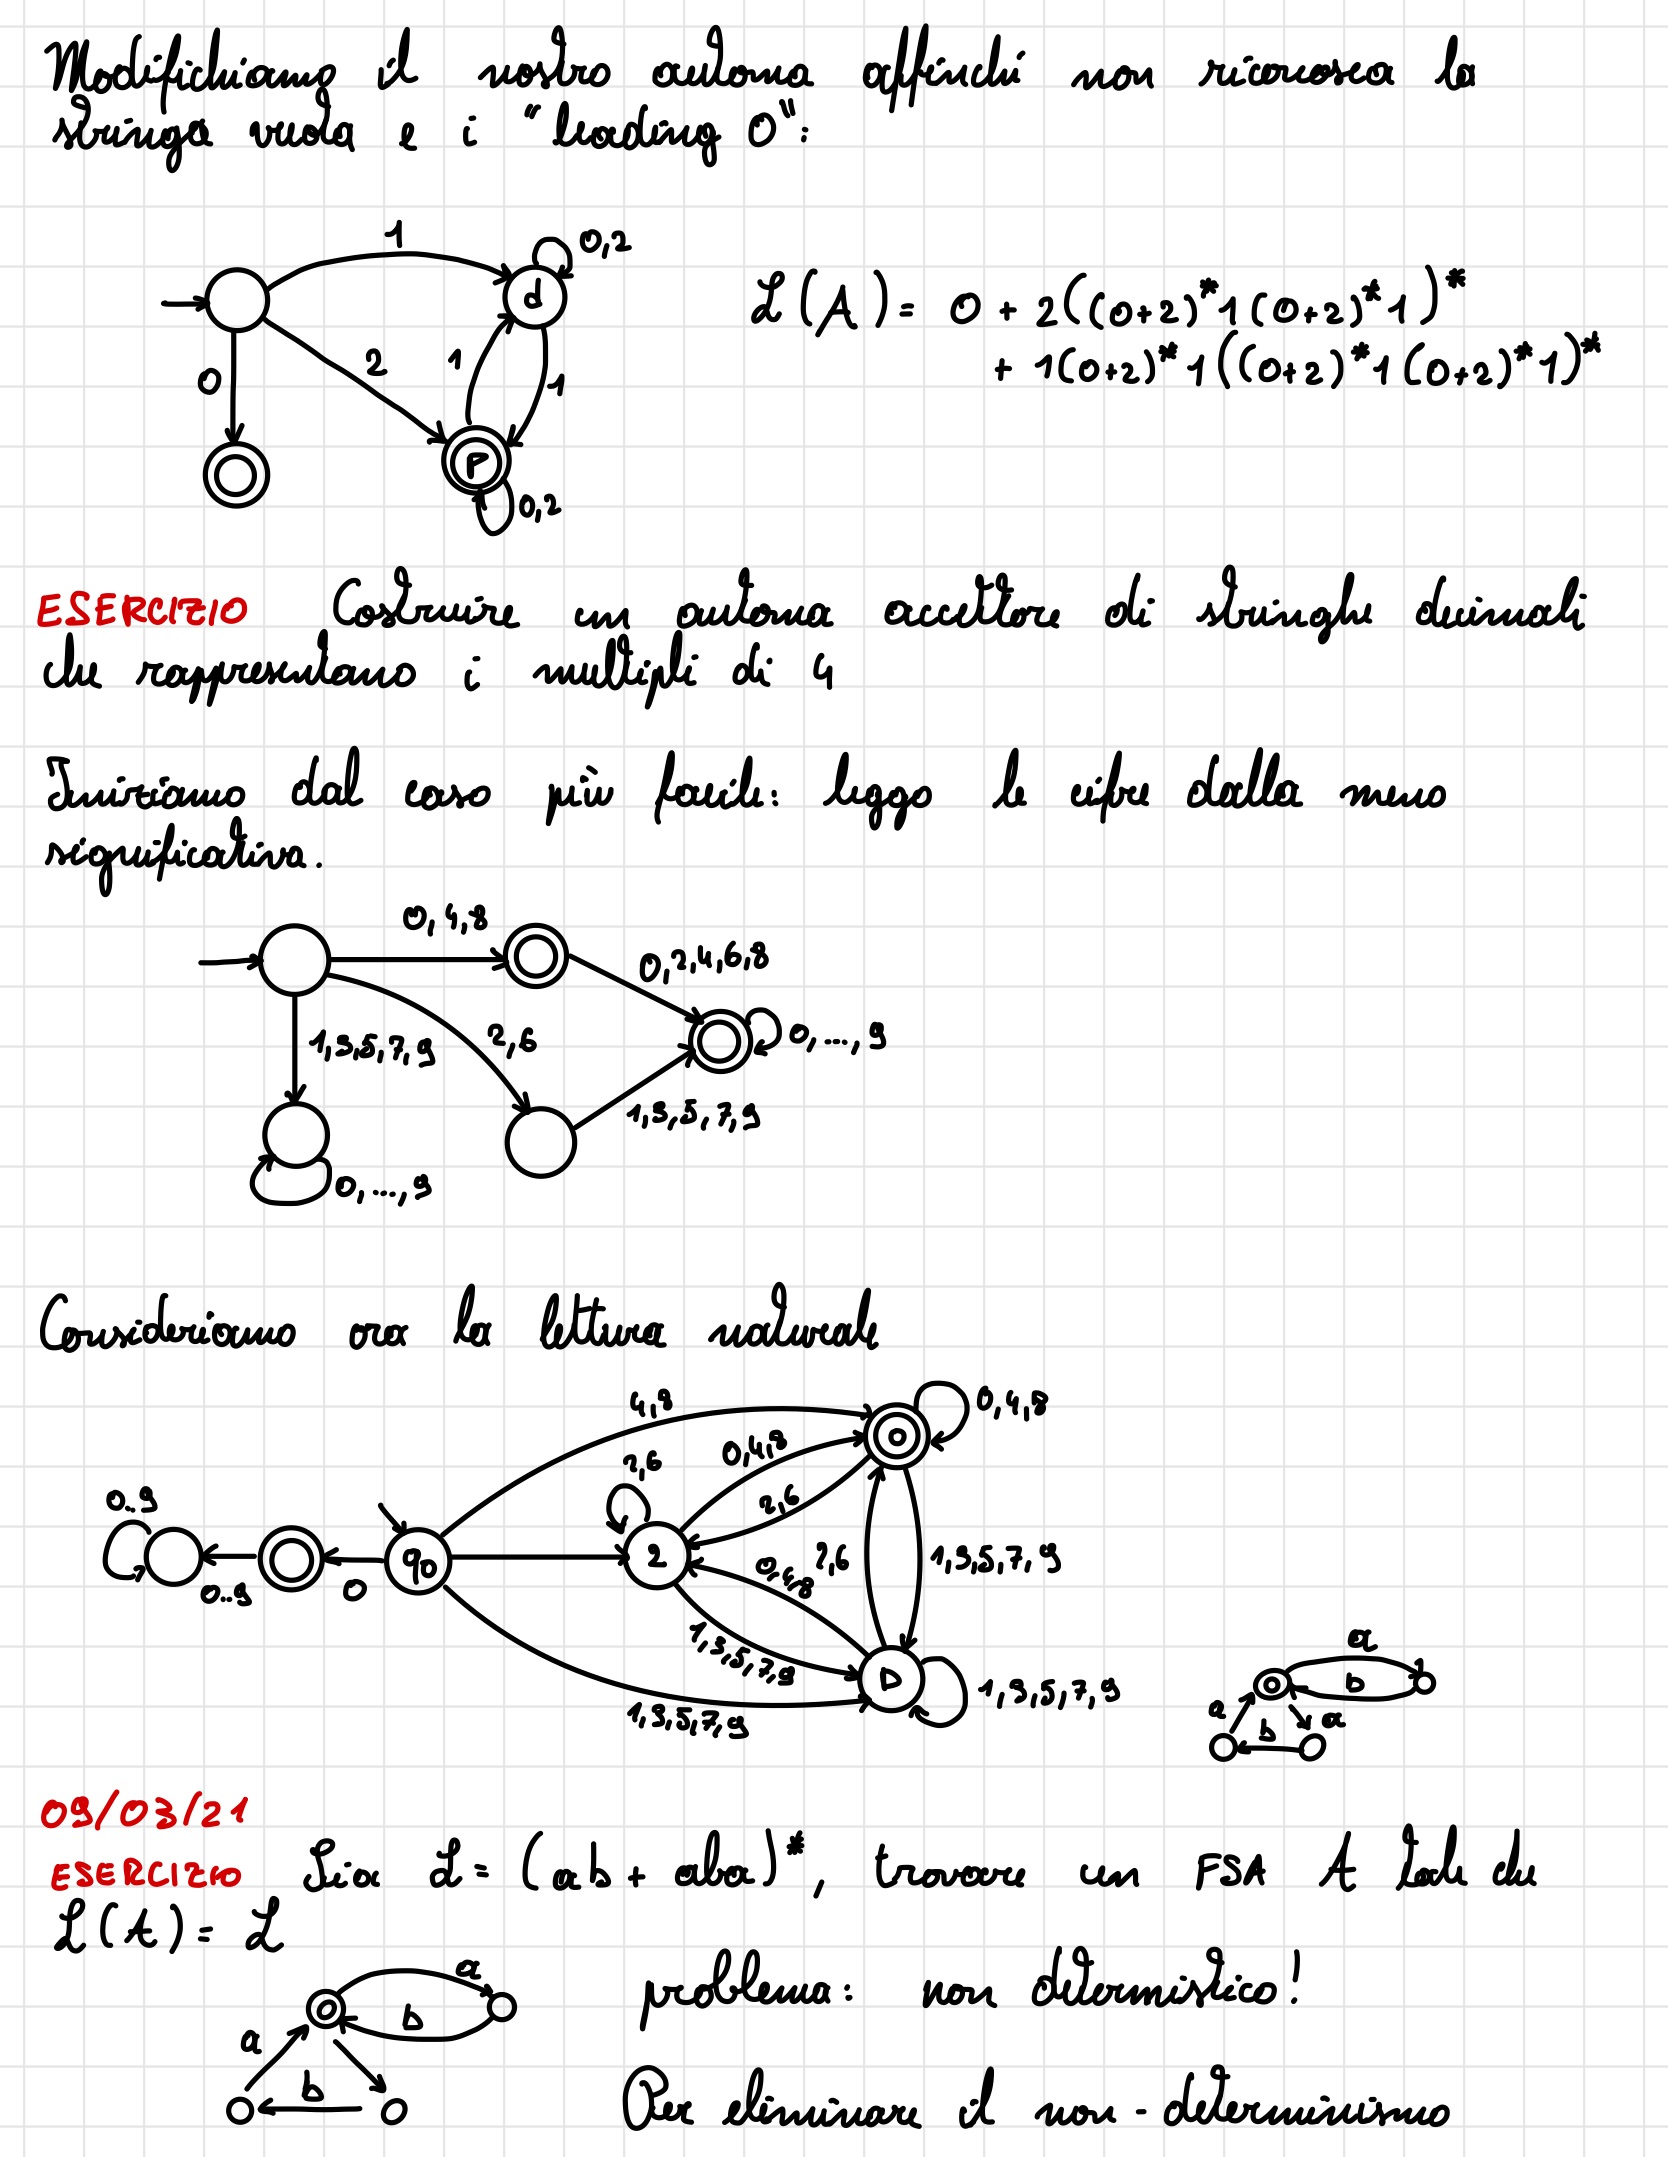 Modifichiamo il nostro automa affinché non riconosca la
stringa vuota e i "leading 0":
1
0,2
d
0
2
1
1
P
0,2
L(A) = 0 + 2((0+2)*1(0+2)*1)*
+ 1(0+2)*1((0+2)*1(0+2)*1)*
ESERCIZIO Costruire un automa accettore di stringhe decimali
che rappresentano i multipli di 4
Iniziamo dal caso più facile: leggo le cifre dalla meno
significativa.
0,4,8
0,2,4,6,8
1,3,5,7,9
2,6
0,...,9
1,3,5,7,9
0,...,9
Consideriamo ora la lettura naturale
4,8
0,4,8
0,4,8
2,6
2,6
0
0..9
q0
2
0..9
0
0,4,8
2,6
1,3,5,7,9
1,3,5,7,9
D
1,3,5,7,9
1,3,5,7,9
a
b
a
a
b
09/03/21
ESERCIZIO Sia L = (ab + aba)*, trovare un FSA A tale che
L(A) = L
a
b
a
b
problema: non determistico!
Per eliminare il non-determinismo